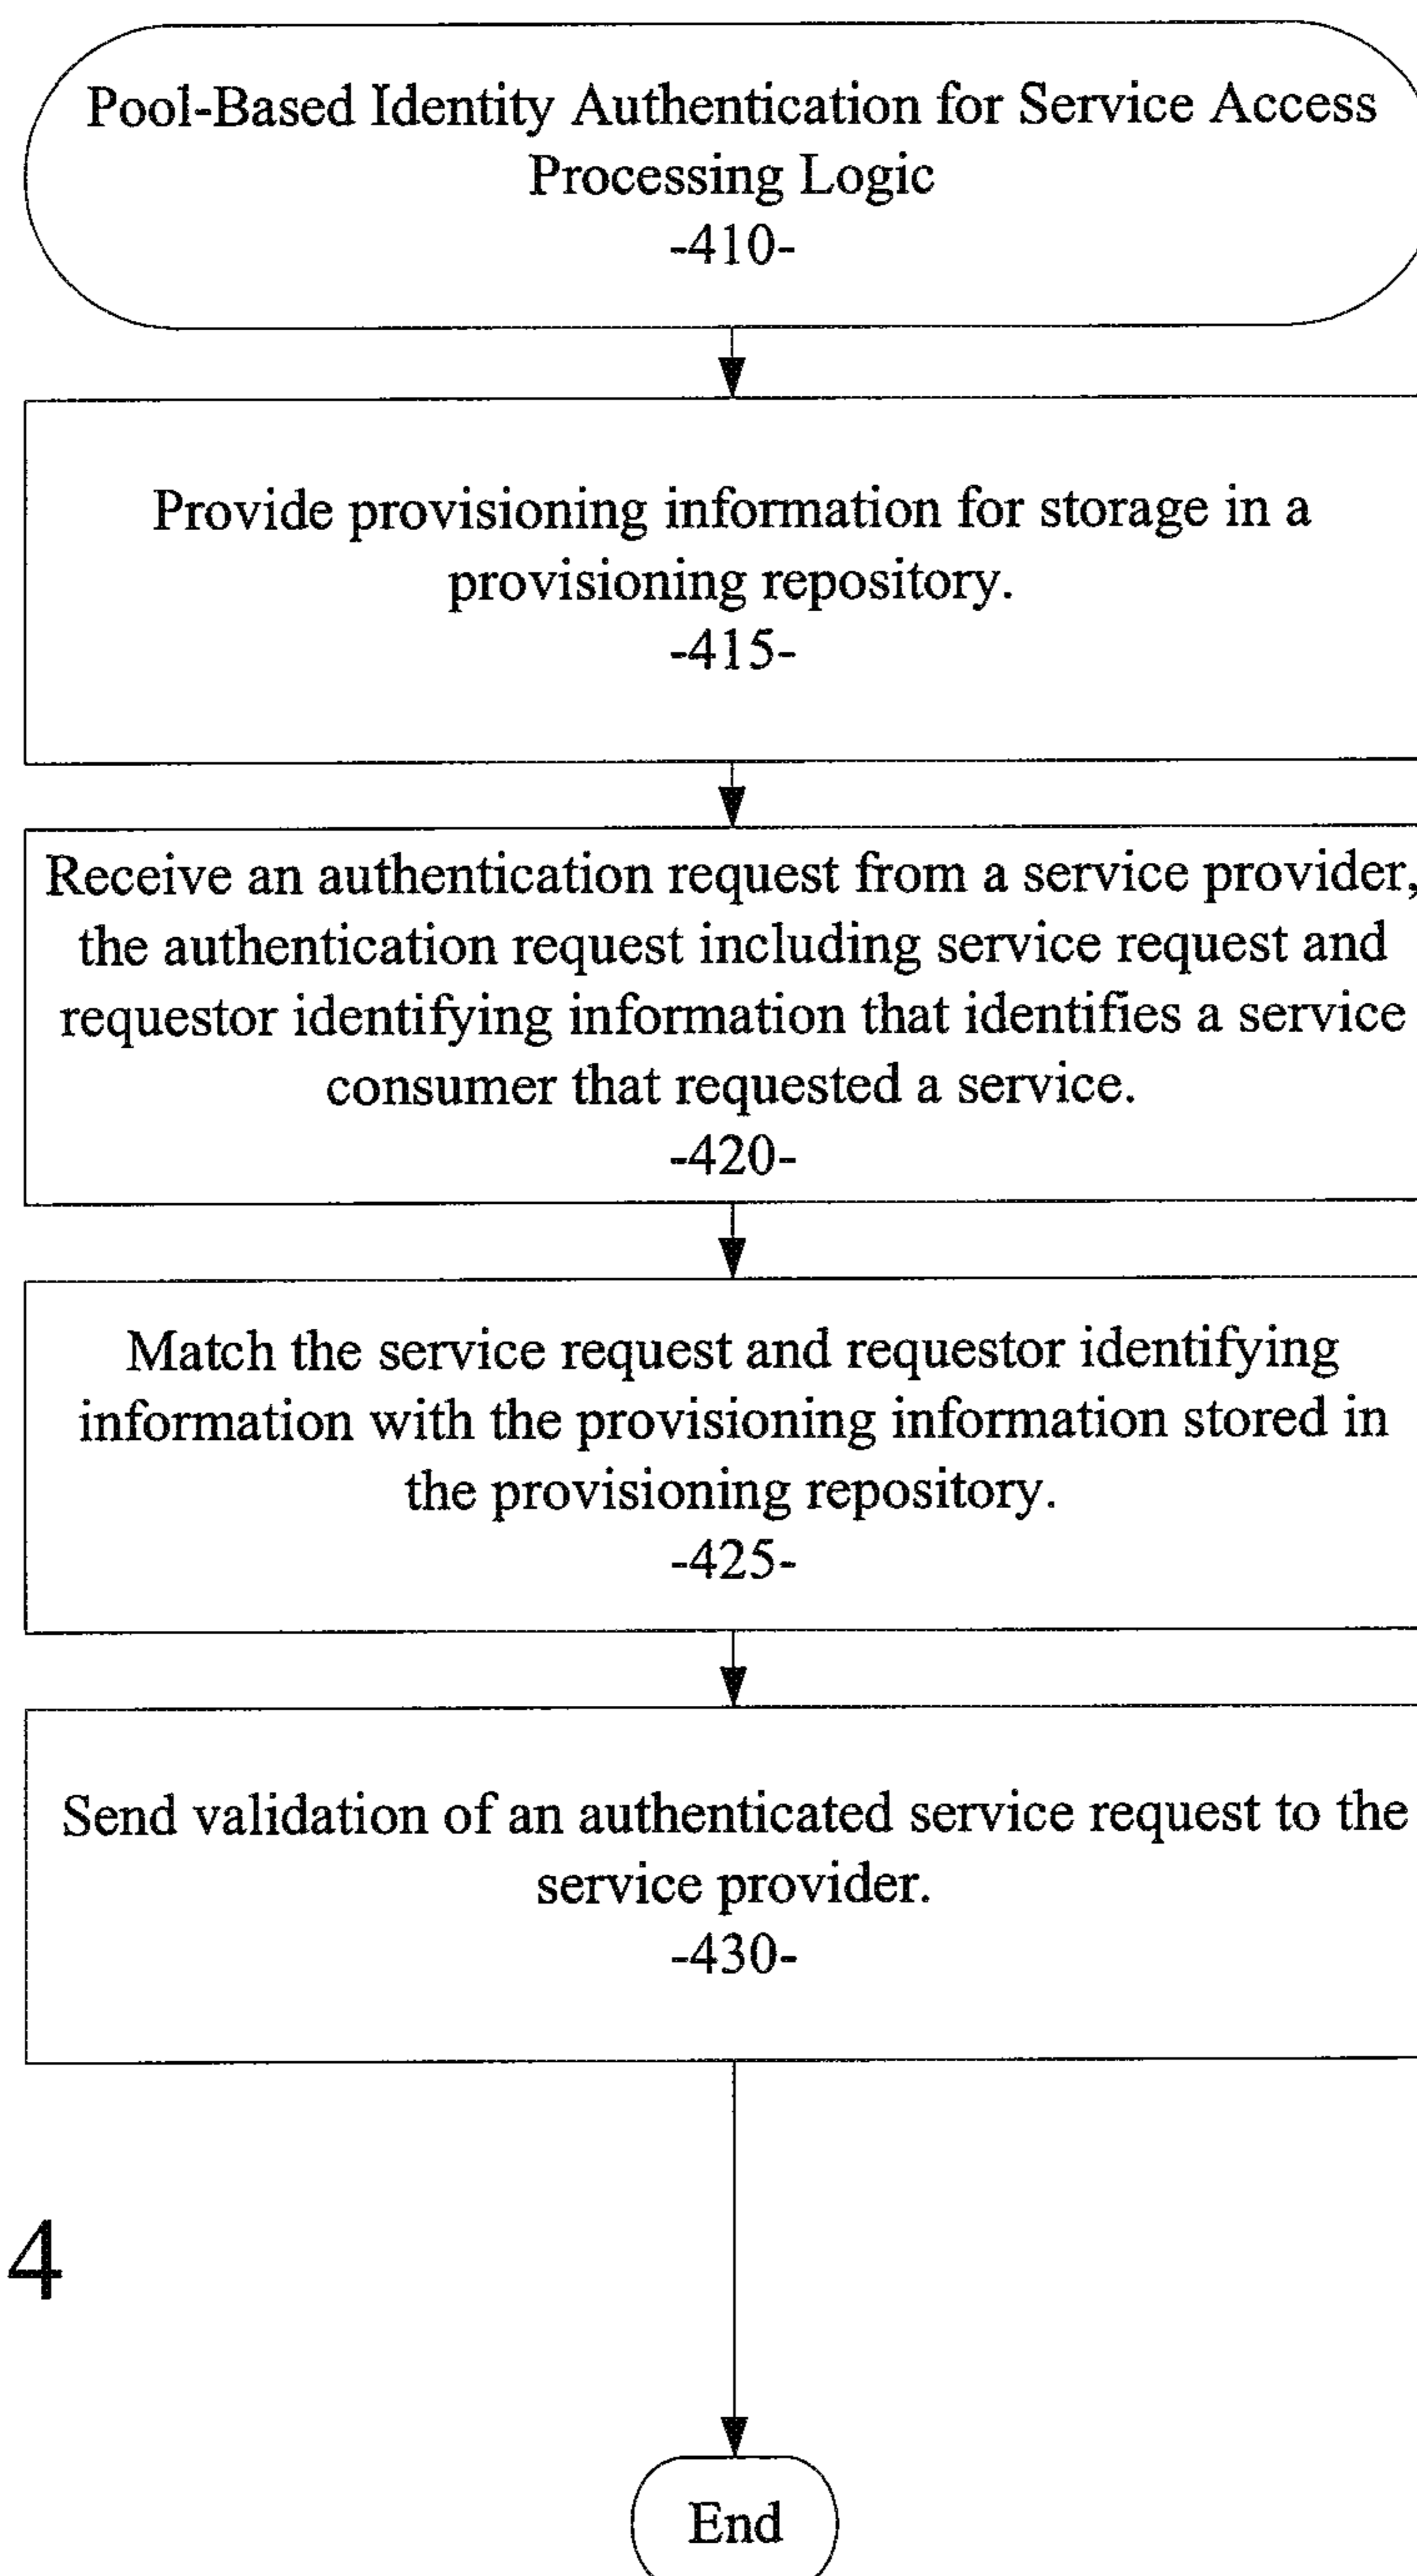 Pool-Based Identity Authentication for Service Access
Processing Logic
-410-
Provide provisioning information for storage in a
provisioning repository.
-415-
Receive an authentication request from a service provider,
the authentication request including service request and
requestor identifying information that identifies a service
consumer that requested a service.
-420-
Match the service request and requestor identifying
information with the provisioning information stored in
the provisioning repository.
-425-
Send validation of an authenticated service request to the
service provider.
-430-
4
End